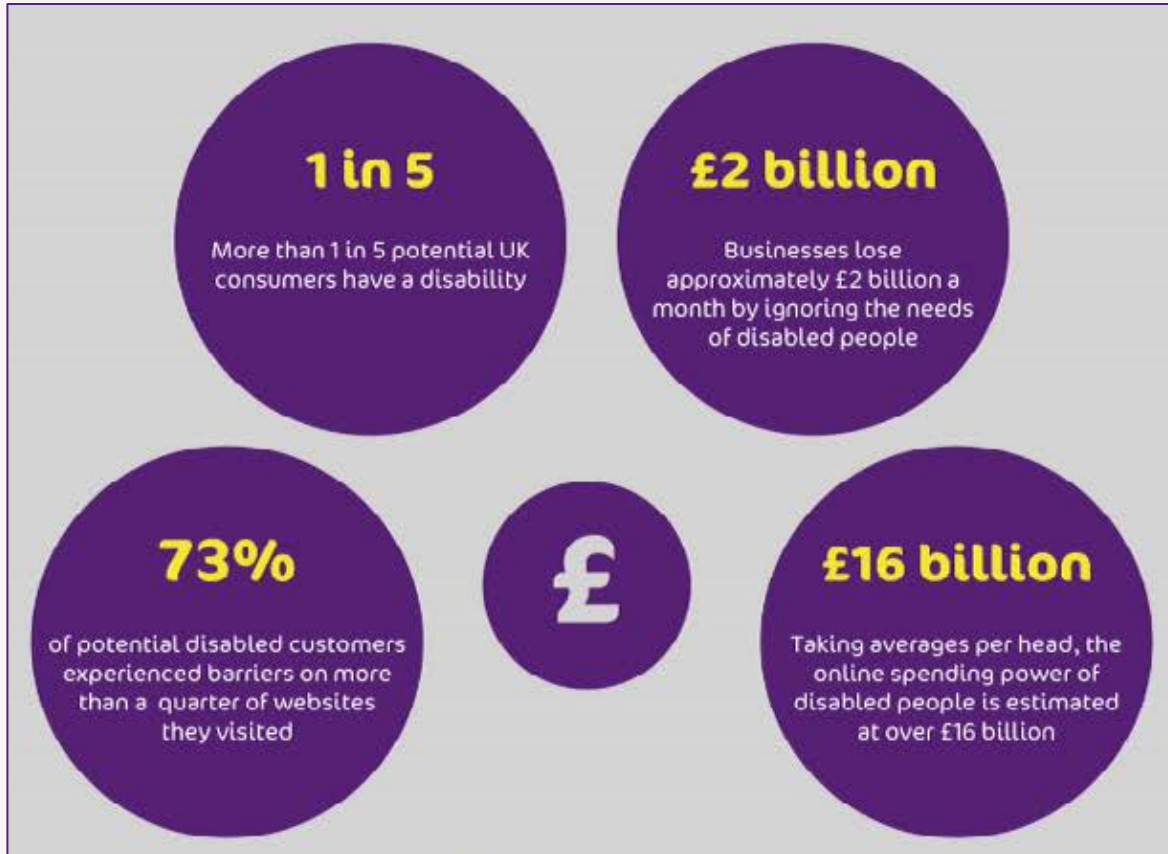 1 in 5
More than 1 in 5 potential UK
consumers have a disability
£2 billion
Businesses lose
approximately £2 billion a
month by ignoring the needs
of disabled people
73%
of potential disabled customers
experienced barriers on more
than a quarter of websites
they visited
£
£16 billion
Taking averages per head, the
online spending power of
disabled people is estimated
at over £16 billion